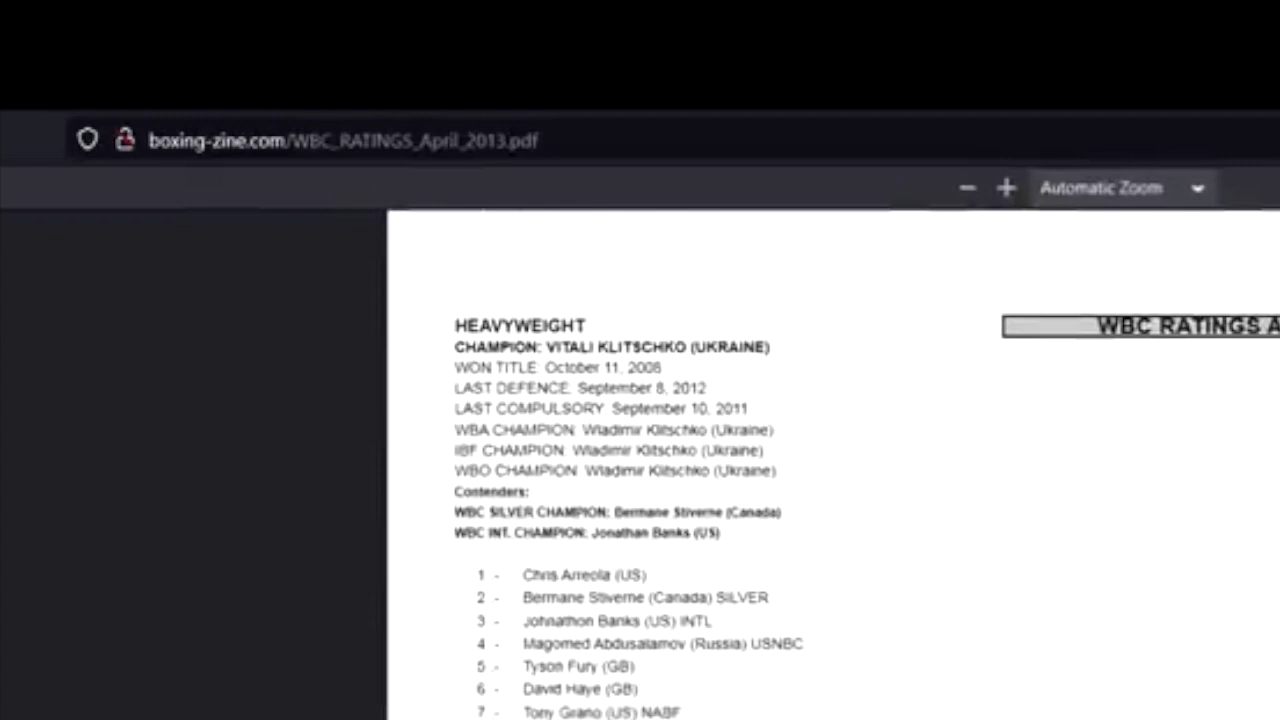 boxing-zine.com/WBC_RATINGS_April_2013.pdf
Automatic Zoom
HEAVYWEIGHT
WBC RATINGS A
CHAMPION: VITALI KLITSCHKO (UKRAINE)
WON TITLE: October 11, 2008
LAST DEFENCE: September 8, 2012
LAST COMPULSORY: September 10, 2011
WBA CHAMPION: Wladimir Klitschko (Ukraine)
IBF CHAMPION: Wladimir Klitschko (Ukraine)
WBO CHAMPION: Wladimir Klitschko (Ukraine)
Contenders:
WBC SILVER CHAMPION: Bermane Stiverne (Canada)
WBC INT. CHAMPION: Jonathan Banks (US)
1 - Chris Arreola (US)
2 - Bermane Stiverne (Canada) SILVER
3 - Johnathon Banks (US) INTL
4 - Magomed Abdusalamov (Russia) USNBC
5 - Tyson Fury (GB)
6 - David Haye (GB)
7 - Tony Grano (US) NABF